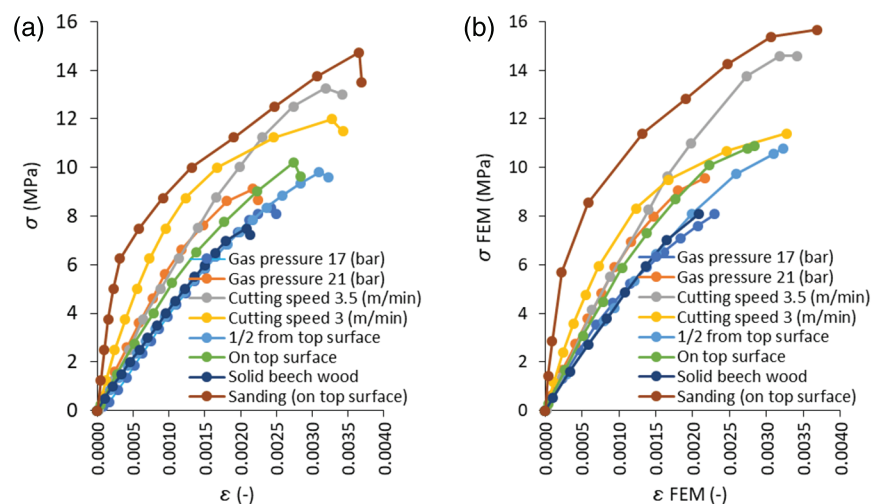 (a)
16
14
12
10
8
6
4
2
0
σ (MPa)
Gas pressure 17 (bar)
Gas pressure 21 (bar)
Cutting speed 3.5 (m/min)
Cutting speed 3 (m/min)
1/2 from top surface
On top surface
Solid beech wood
Sanding (on top surface)
0.0000
0.0005
0.0010
0.0015
0.0020
0.0025
0.0030
0.0035
0.0040
ε (-)
(b)
16
14
12
10
8
6
4
2
0
σ FEM (MPa)
Gas pressure 17 (bar)
Gas pressure 21 (bar)
Cutting speed 3.5 (m/min)
Cutting speed 3 (m/min)
1/2 from top surface
On top surface
Solid beech wood
Sanding (on top surface)
0.0000
0.0005
0.0010
0.0015
0.0020
0.0025
0.0030
0.0035
0.0040
ε FEM (-)